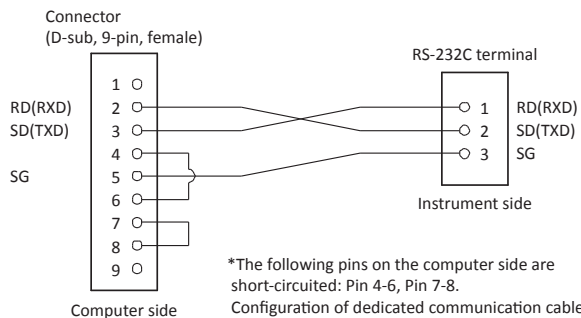 Connector
(D-sub, 9-pin, female)
RS-232C terminal
1
RD(RXD) 2 1 RD(RXD)
SD(TXD) 3 2 SD(TXD)
4 3 SG
SG 5
6 Instrument side
7
8
9
*The following pins on the computer side are
short-circuited: Pin 4-6, Pin 7-8.
Configuration of dedicated communication cable
Computer side